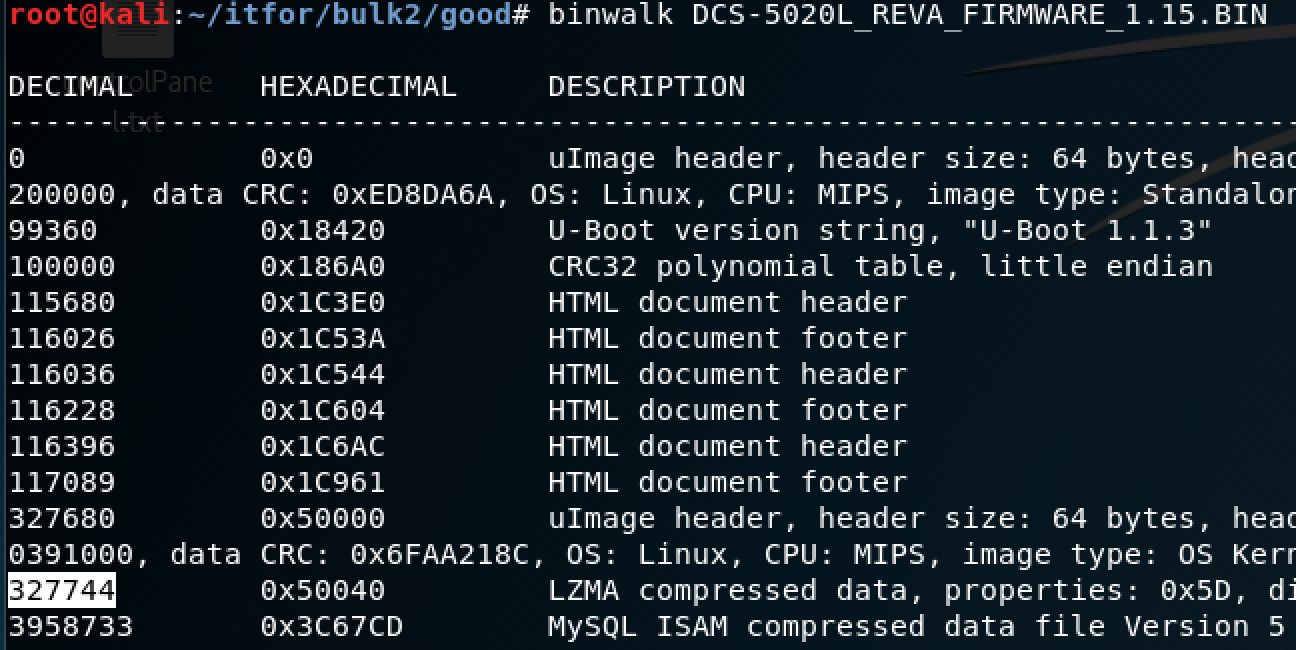 root@kali:~/itfor/bulk2/good# binwalk DCS-5020L_REVA_FIRMWARE_1.15.BIN
DECIMAL HEXADECIMAL DESCRIPTION
--------------------------------------------------------------------------------
0 0x0 uImage header, header size: 64 bytes, head
200000, data CRC: 0xED8DA6A, OS: Linux, CPU: MIPS, image type: Standalon
99360 0x18420 U-Boot version string, "U-Boot 1.1.3"
100000 0x186A0 CRC32 polynomial table, little endian
115680 0x1C3E0 HTML document header
116026 0x1C53A HTML document footer
116036 0x1C544 HTML document header
116228 0x1C604 HTML document footer
116396 0x1C6AC HTML document header
117089 0x1C961 HTML document footer
327680 0x50000 uImage header, header size: 64 bytes, head
0391000, data CRC: 0x6FAA218C, OS: Linux, CPU: MIPS, image type: OS Kern
327744 0x50040 LZMA compressed data, properties: 0x5D, di
3958733 0x3C67CD MySQL ISAM compressed data file Version 5